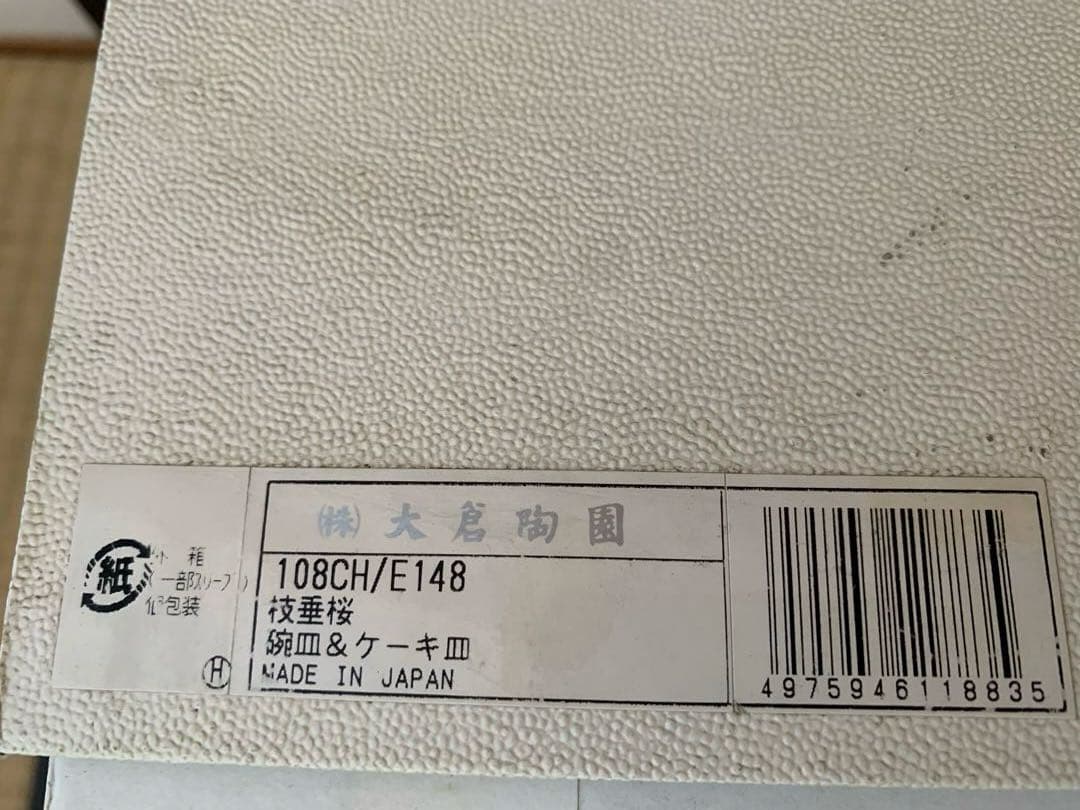 紙
外 箱
(一部スリーブ)
個包装
H
㈱ 大倉陶園
108CH/E148
枝垂桜
碗皿&ケーキ皿
MADE IN JAPAN
4975946118835